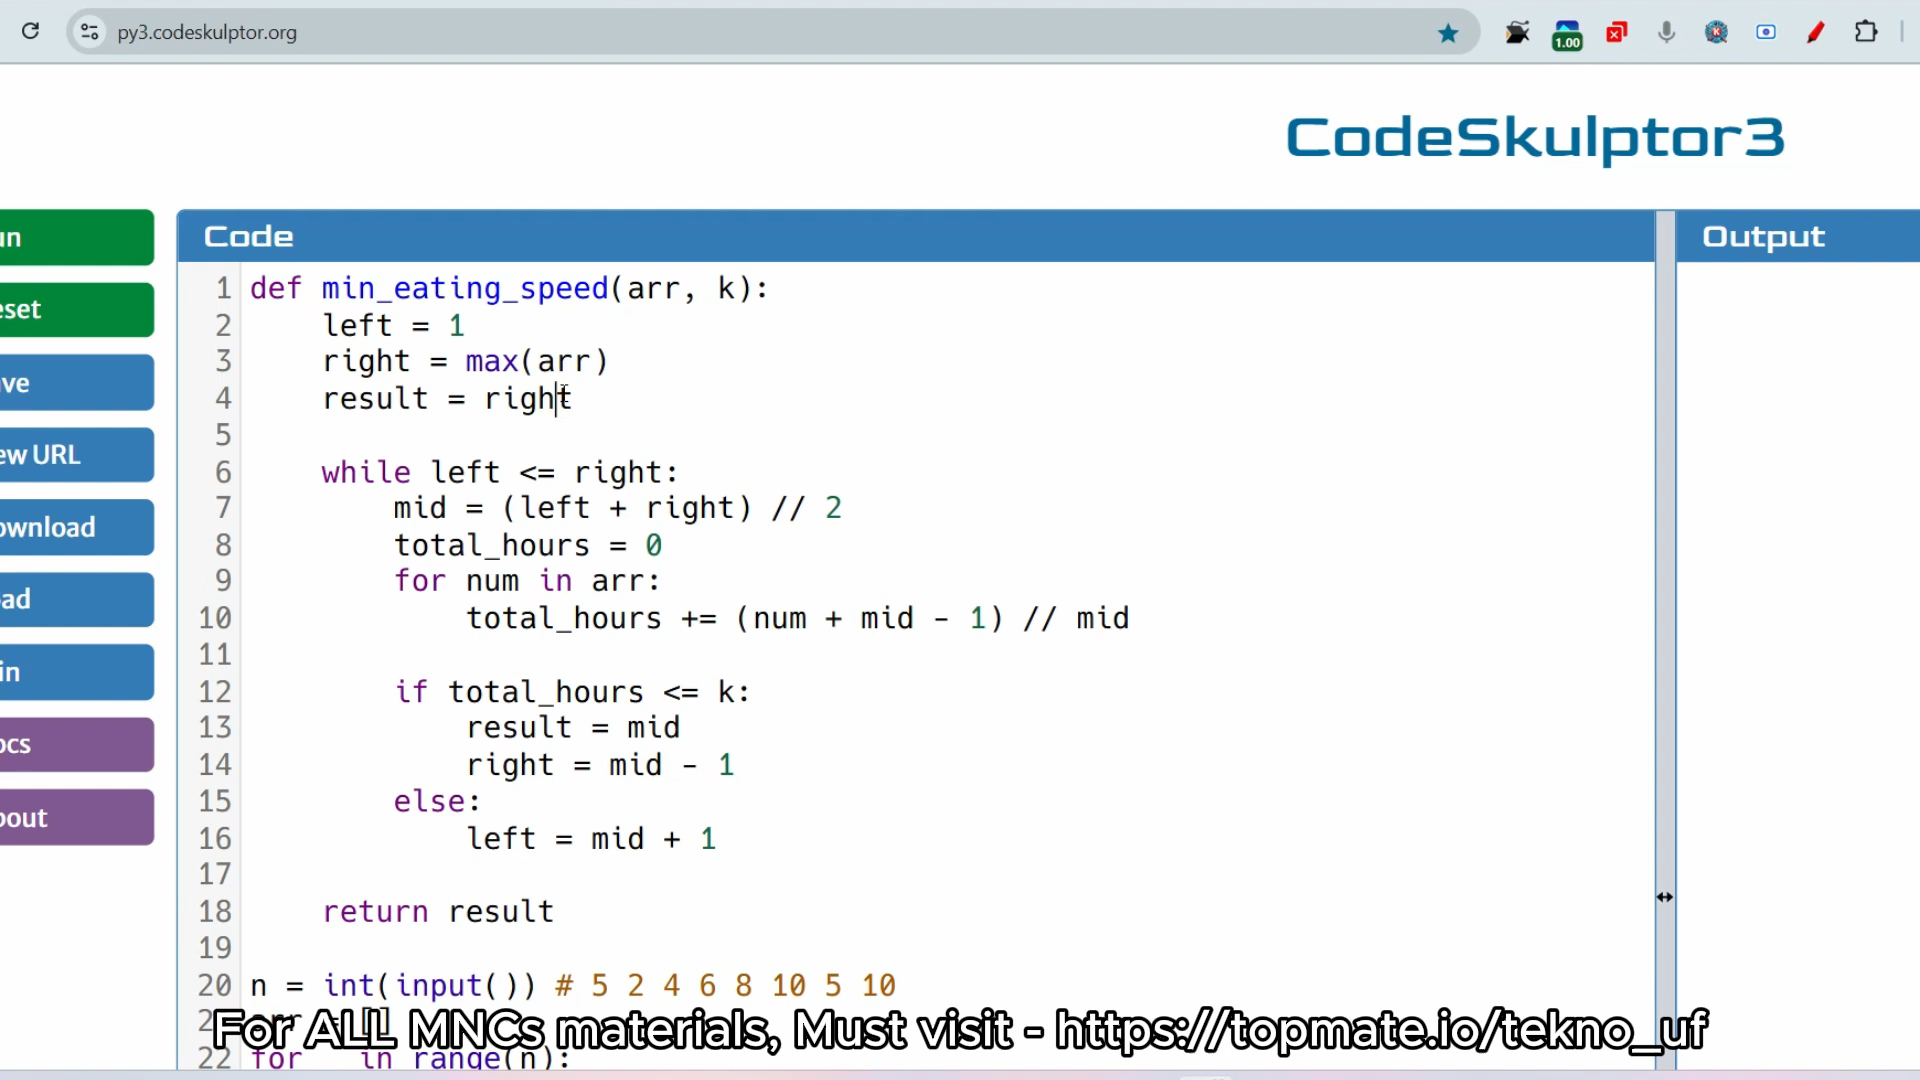 py3.codeskulptor.org
1.00
CodeSkulptor3
un
eset
ave
ew URL
ownload
oad
in
ocs
bout
Code
Output
1 def min_eating_speed(arr, k):
2     left = 1
3     right = max(arr)
4     result = right
5
6     while left <= right:
7         mid = (left + right) // 2
8         total_hours = 0
9         for num in arr:
10             total_hours += (num + mid - 1) // mid
11
12         if total_hours <= k:
13             result = mid
14             right = mid - 1
15         else:
16             left = mid + 1
17
18     return result
19
20 n = int(input()) # 5 2 4 6 8 10 5 10
For ALL MNCs materials, Must visit - https://topmate.io/tekno_uf
22 for _ in range(n):